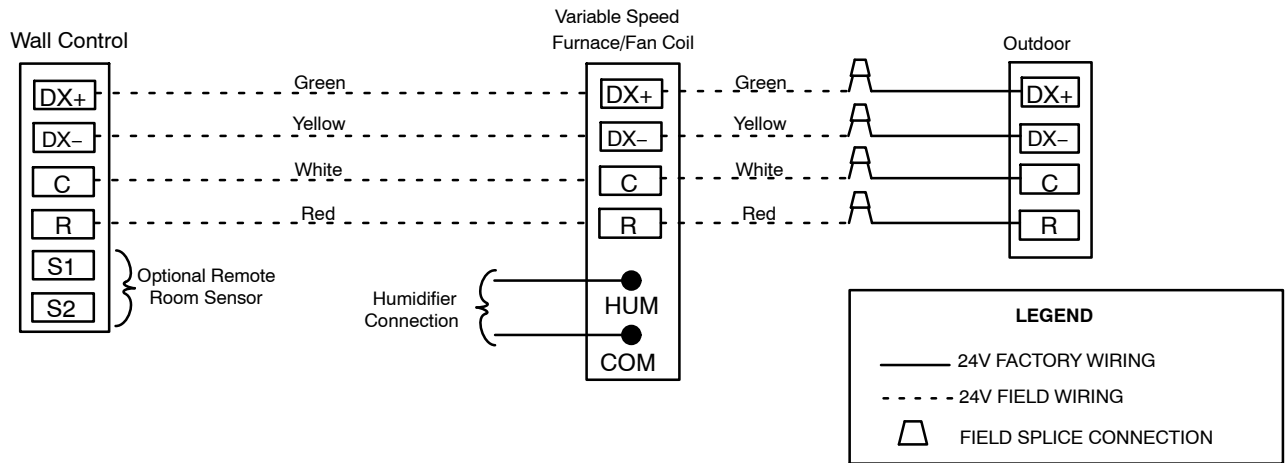 Variable Speed
Furnace/Fan Coil
Wall Control
Outdoor
DX+
Green
DX+
Green
DX+
DX−
Yellow
DX−
Yellow
DX−
C
White
C
White
C
R
Red
R
Red
R
S1
S2
Optional Remote
Room Sensor
Humidifier
Connection
HUM
COM
LEGEND
24V FACTORY WIRING
24V FIELD WIRING
FIELD SPLICE CONNECTION